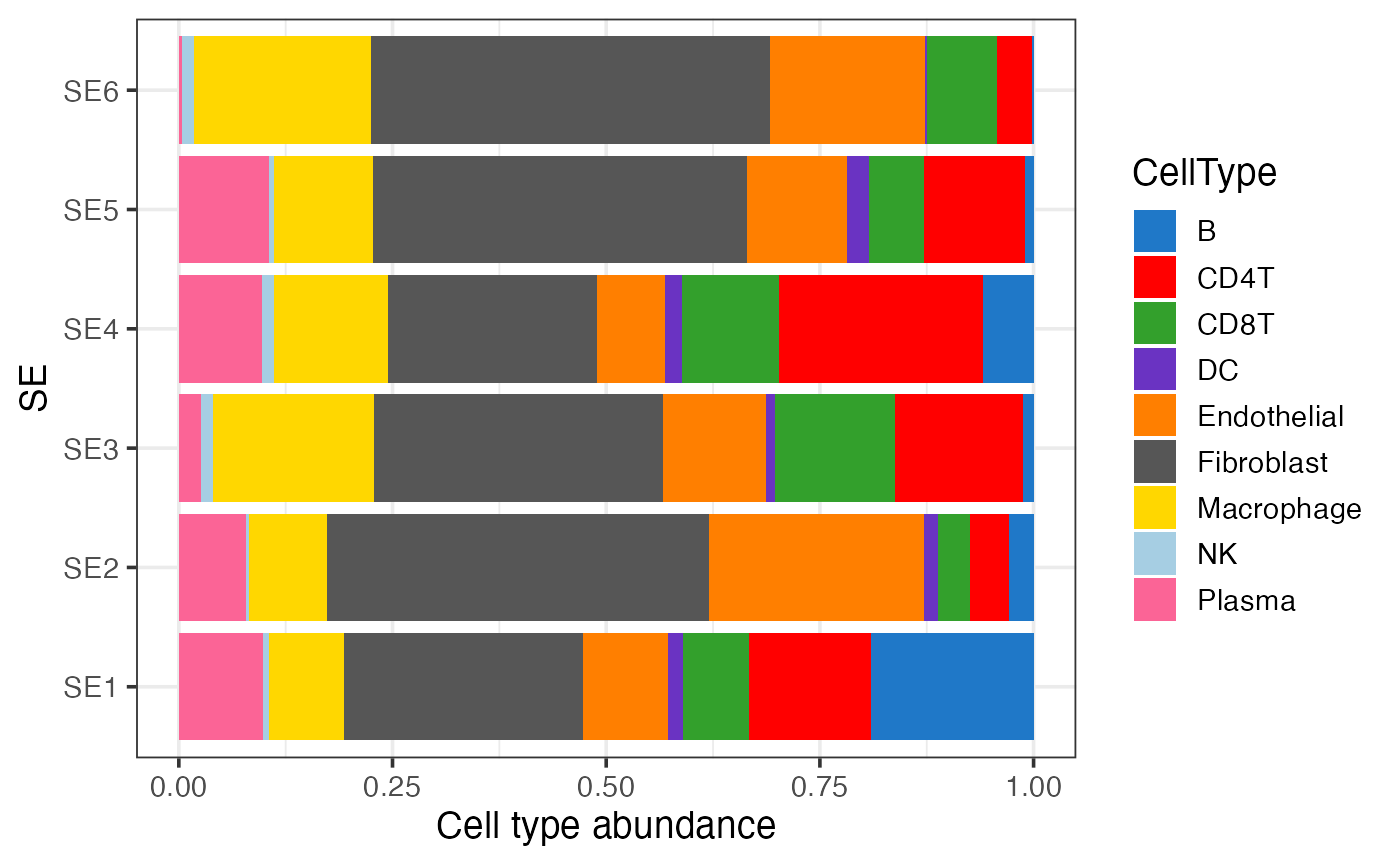 SE6
SE5
SE4
SE3
SE2
SE1
SE
0.00 0.25 0.50 0.75 1.00
Cell type abundance
CellType
B
CD4T
CD8T
DC
Endothelial
Fibroblast
Macrophage
NK
Plasma